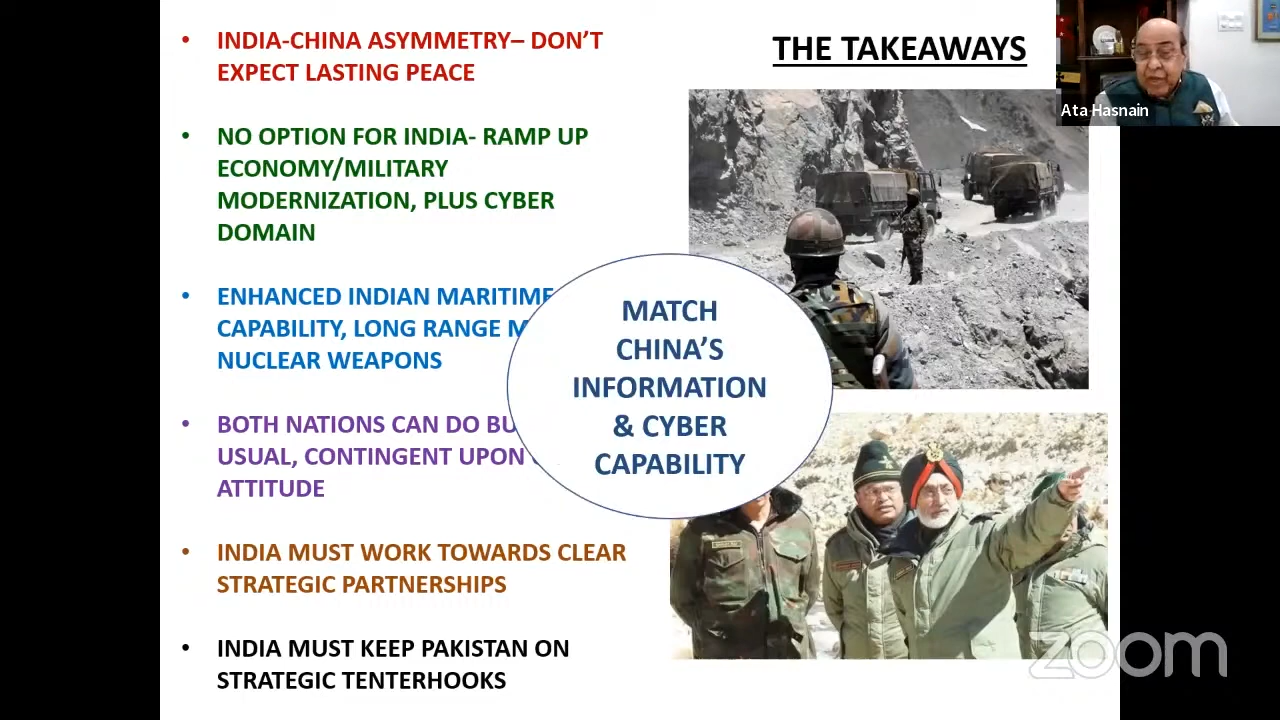 THE TAKEAWAYS
Ata Hasnain
• INDIA-CHINA ASYMMETRY– DON'T
EXPECT LASTING PEACE
• NO OPTION FOR INDIA- RAMP UP
ECONOMY/MILITARY
MODERNIZATION, PLUS CYBER
DOMAIN
• ENHANCED INDIAN MARITIME
CAPABILITY, LONG RANGE
NUCLEAR WEAPONS
• BOTH NATIONS CAN DO
USUAL, CONTINGENT UPON
ATTITUDE
• INDIA MUST WORK TOWARDS CLEAR
STRATEGIC PARTNERSHIPS
• INDIA MUST KEEP PAKISTAN ON
STRATEGIC TENTERHOOKS
MATCH
CHINA'S
INFORMATION
& CYBER
CAPABILITY
zoom